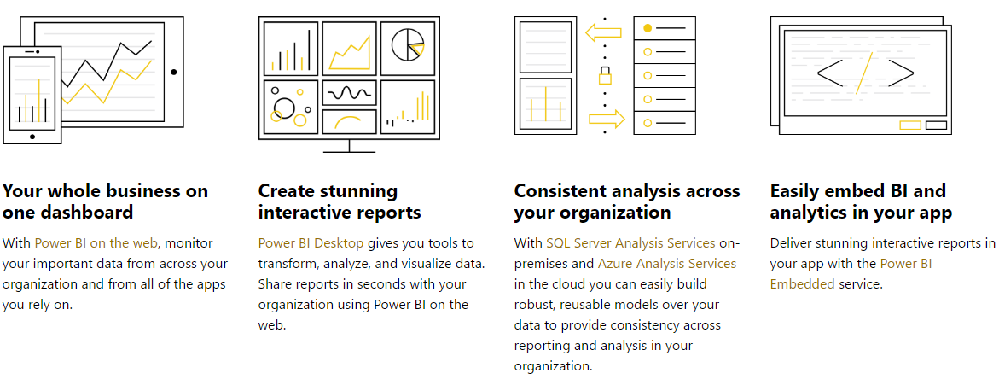 Your whole business on
one dashboard
With Power BI on the web, monitor
your important data from across your
organization and from all of the apps
you rely on.
Create stunning
interactive reports
Power BI Desktop gives you tools to
transform, analyze, and visualize data.
Share reports in seconds with your
organization using Power BI on the
web.
Consistent analysis across
your organization
With SQL Server Analysis Services on-
premises and Azure Analysis Services
in the cloud you can easily build
robust, reusable models over your
data to provide consistency across
reporting and analysis in your
organization.
</>
Easily embed BI and
analytics in your app
Deliver stunning interactive reports in
your app with the Power BI
Embedded service.